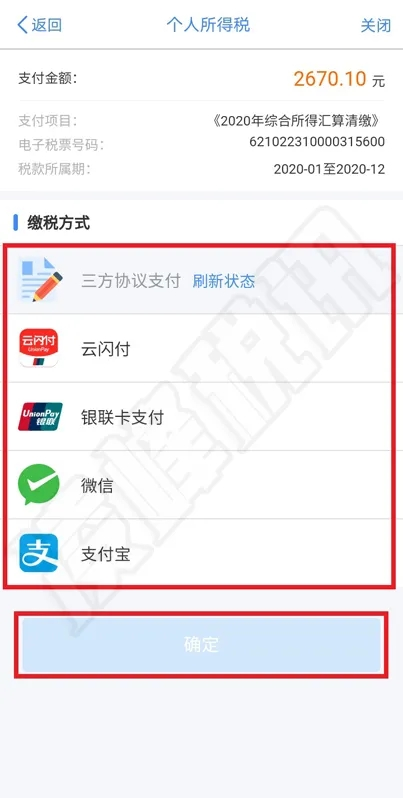 返回 个人所得税 关闭
支付金额： 2670.10 元
支付项目： 《2020年综合所得汇算清缴》
电子税票号码： 621022310000315600
税款所属期： 2020-01至2020-12
缴税方式
三方协议支付 刷新状态
云闪付
UnionPay
云闪付
UnionPay
银联
银联卡支付
微信
支
支付宝
确定